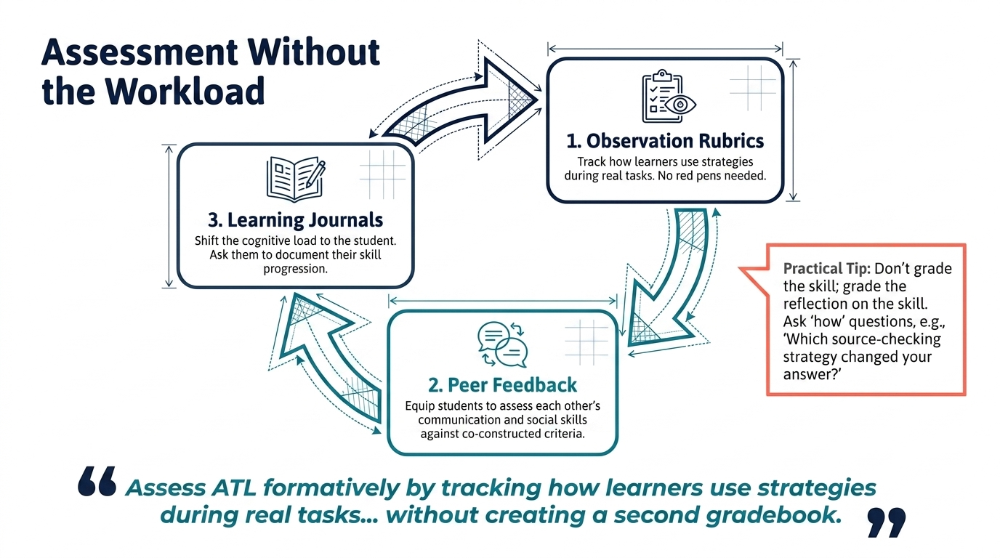 Assessment Without
the Workload
1. Observation Rubrics
Track how learners use strategies
during real tasks. No red pens needed.
2. Peer Feedback
Equip students to assess each other’s
communication and social skills
against co-constructed criteria.
3. Learning Journals
Shift the cognitive load to the student.
Ask them to document their skill
progression.
Practical Tip: Don’t grade
the skill; grade the
reflection on the skill.
Ask ‘how’ questions, e.g.,
‘Which source-checking
strategy changed your
answer?’
“Assess ATL formatively by tracking how learners use strategies
during real tasks... without creating a second gradebook.”